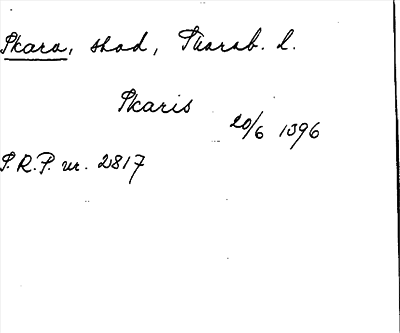 Skara, stad, Skarab. l.
Skaris
20/6 1396
S.R.P. nr. 2817